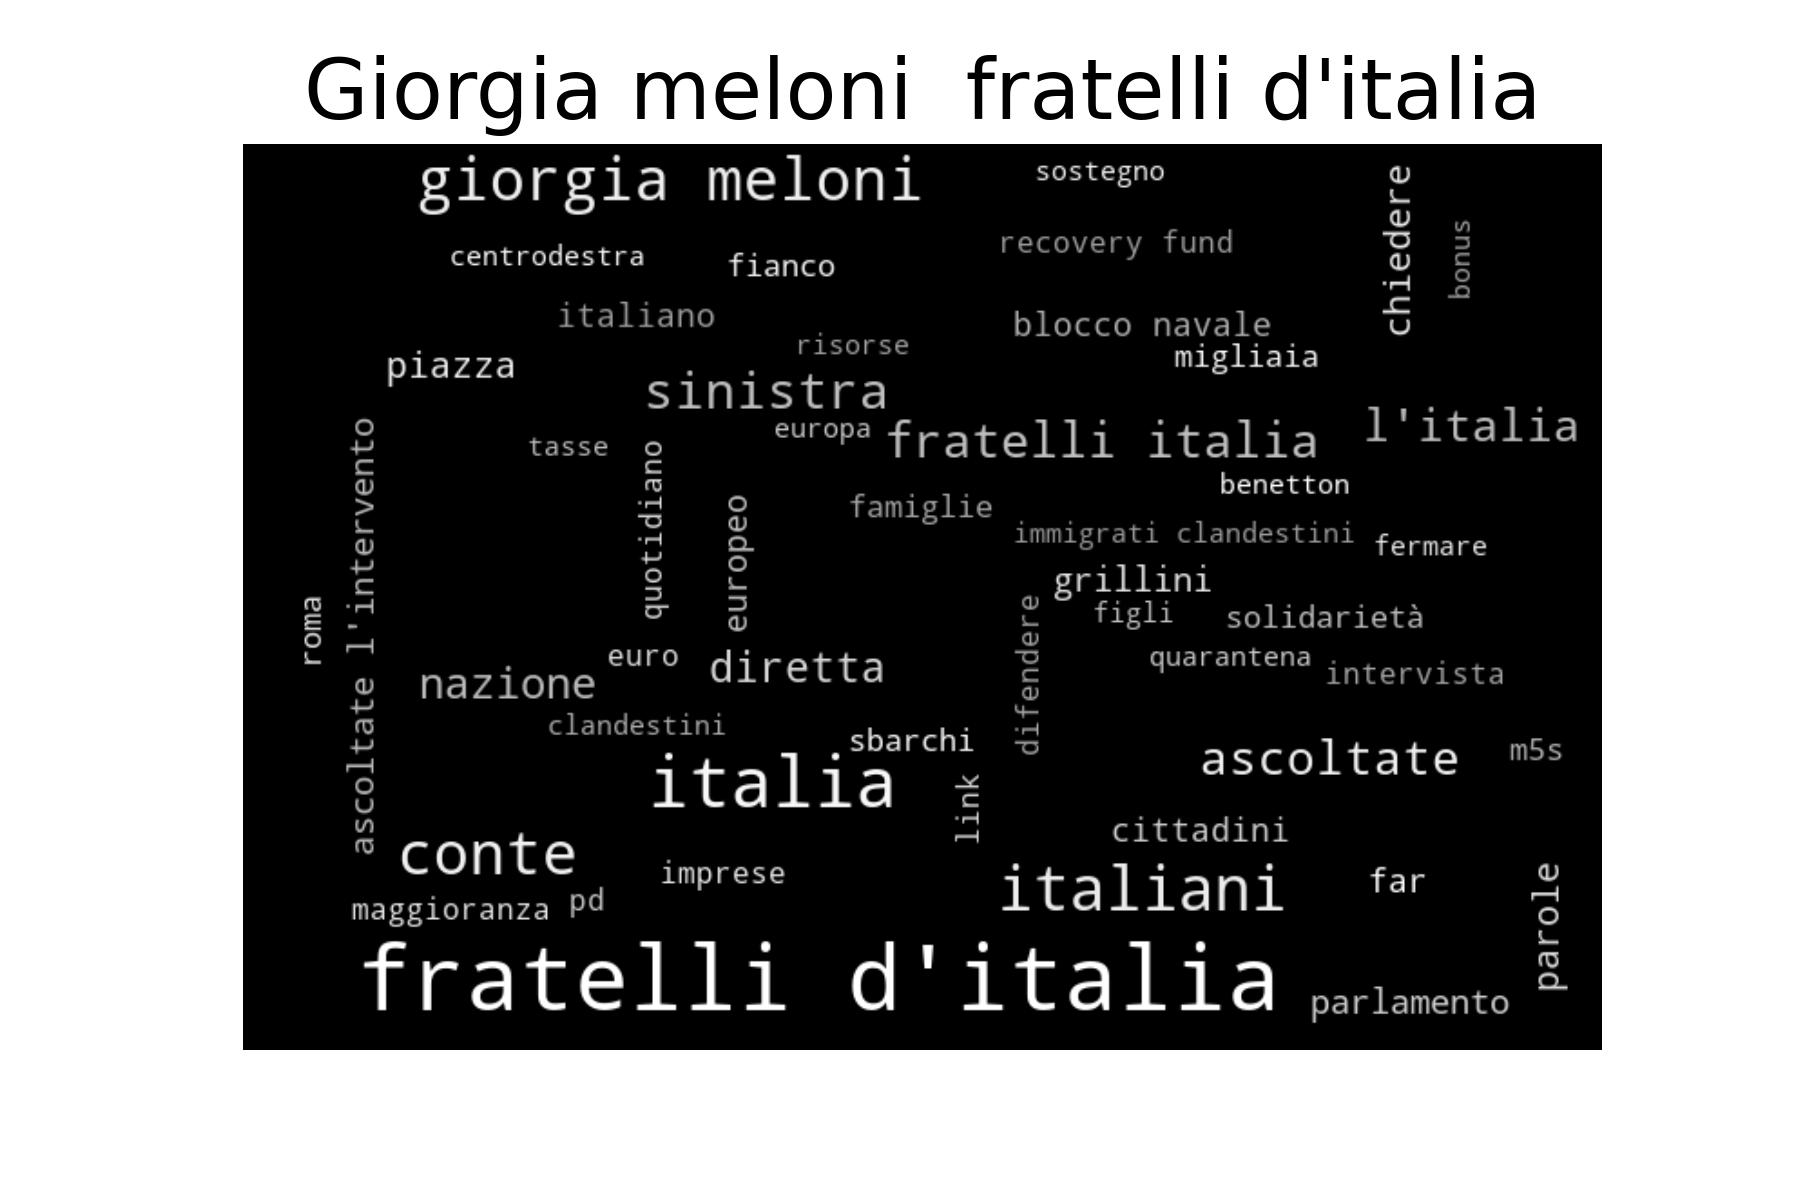 Giorgia meloni  fratelli d'italia
giorgia meloni
sostegno
chiedere
bonus
recovery fund
centrodestra
fianco
italiano
blocco navale
risorse
migliaia
piazza
sinistra
l'italia
europa
fratelli italia
tasse
ascoltate l'intervento
quotidiano
europeo
benetton
famiglie
immigrati clandestini
fermare
grillini
figli
solidarietà
roma
difendere
euro
diretta
quarantena
intervista
nazione
clandestini
sbarchi
ascoltate
m5s
italia
link
cittadini
conte
imprese
italiani
far
parole
maggioranza
pd
fratelli d'italia
parlamento